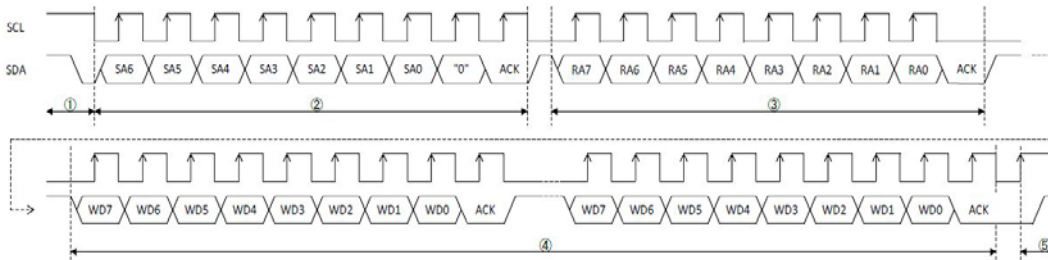 SCL
SDA SA6 SA5 SA4 SA3 SA2 SA1 SA0 "0" ACK RA7 RA6 RA5 RA4 RA3 RA2 RA1 RA0 ACK
① ② ③
WD7 WD6 WD5 WD4 WD3 WD2 WD1 WD0 ACK WD7 WD6 WD5 WD4 WD3 WD2 WD1 WD0 ACK
④ ⑤